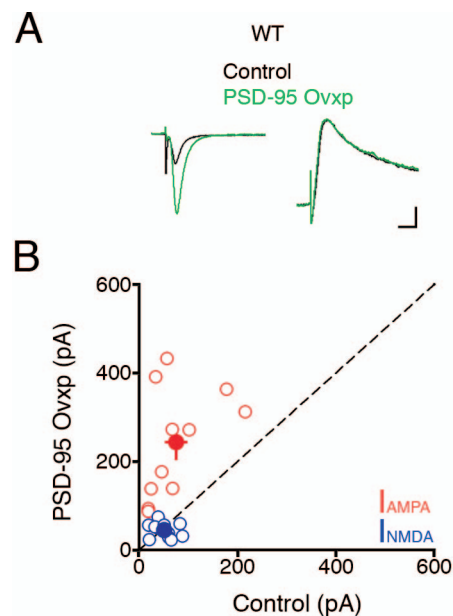 A
WT
Control
PSD-95 Ovxp
B
PSD-95 Ovxp (pA)
600
400
200
0
0
200
400
600
IAMPA
INMDA
Control (pA)